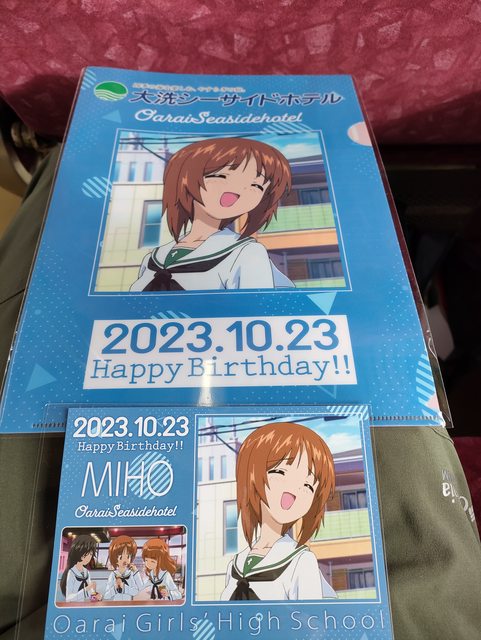 大洗シーサイドホテル
OaraiSeasidehotel
2023.10.23
Happy Birthday!!
2023.10.23
Happy Birthday!!
MIHO
OaraiSeasidehotel
Oarai Girls' High School